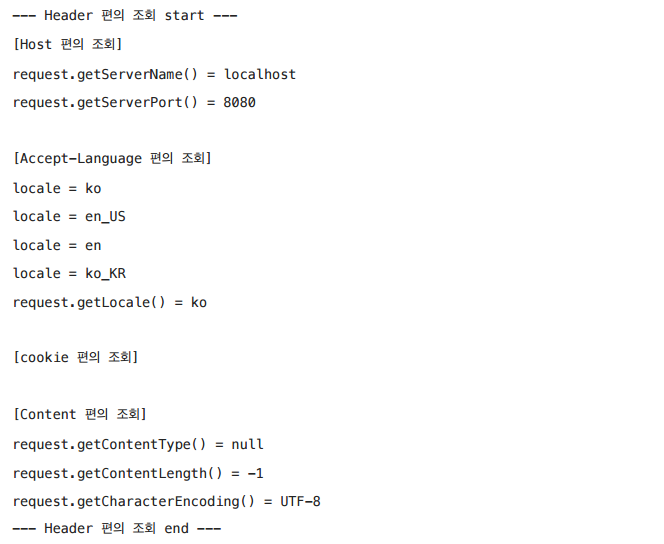 --- Header 편의 조회 start ---
[Host 편의 조회]
request.getServerName() = localhost
request.getServerPort() = 8080
[Accept-Language 편의 조회]
locale = ko
locale = en_US
locale = en
locale = ko_KR
request.getLocale() = ko
[cookie 편의 조회]
[Content 편의 조회]
request.getContentType() = null
request.getContentLength() = -1
request.getCharacterEncoding() = UTF-8
--- Header 편의 조회 end ---